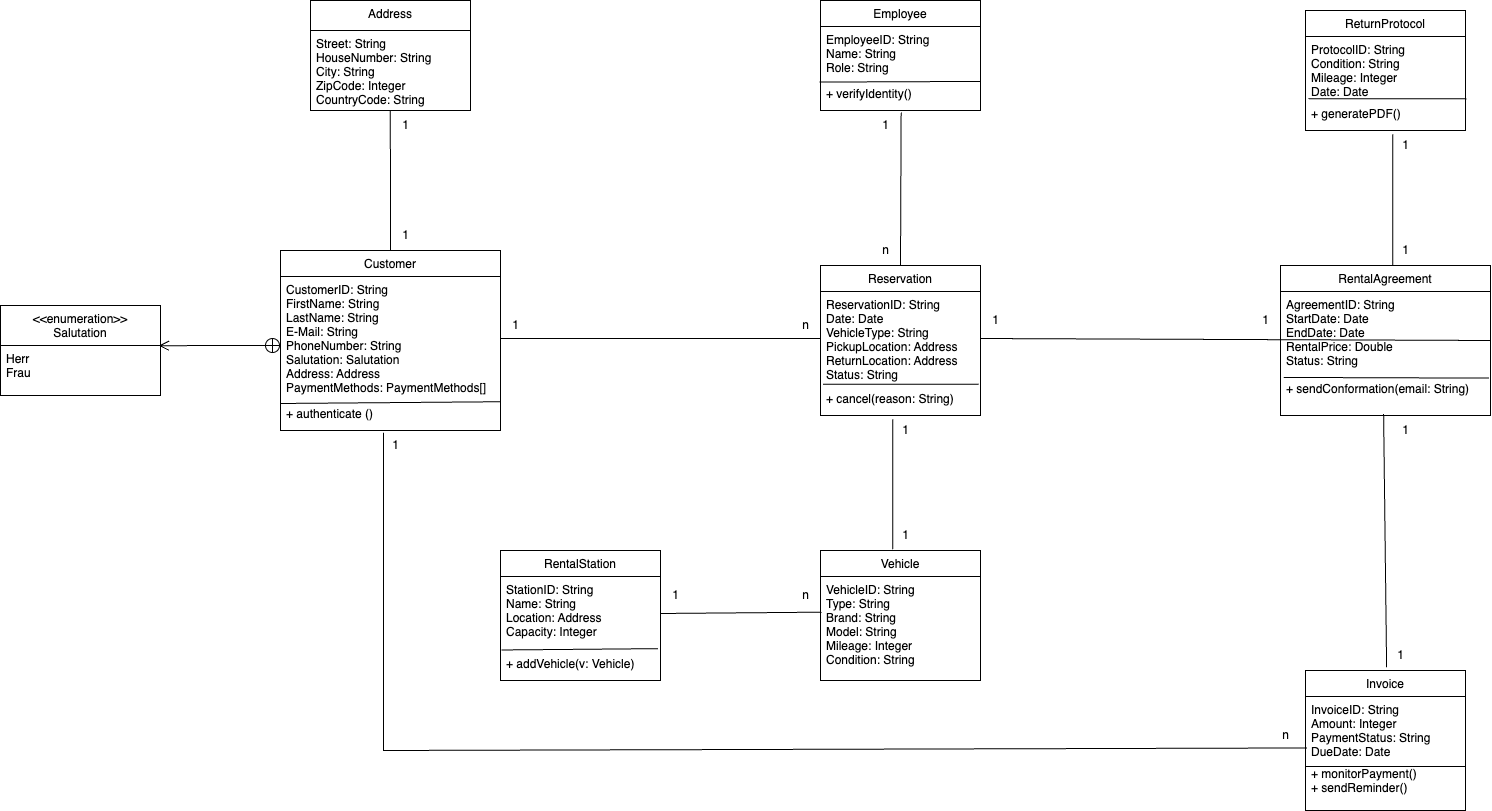 Address
Street: String
HouseNumber: String
City: String
ZipCode: Integer
CountryCode: String
1
1
Employee
EmployeeID: String
Name: String
Role: String
+ verifyIdentity()
1
n
ReturnProtocol
ProtocolID: String
Condition: String
Mileage: Integer
Date: Date
+ generatePDF()
1
1
<<enumeration>>
Salutation
Herr
Frau
Customer
CustomerID: String
FirstName: String
LastName: String
E-Mail: String
PhoneNumber: String
Salutation: Salutation
Address: Address
PaymentMethods: PaymentMethods[]
+ authenticate ()
1
n
1
Reservation
ReservationID: String
Date: Date
VehicleType: String
PickupLocation: Address
ReturnLocation: Address
Status: String
+ cancel(reason: String)
1
1
1
1
RentalAgreement
AgreementID: String
StartDate: Date
EndDate: Date
RentalPrice: Double
Status: String
+ sendConformation(email: String)
1
1
RentalStation
StationID: String
Name: String
Location: Address
Capacity: Integer
+ addVehicle(v: Vehicle)
1
n
Vehicle
VehicleID: String
Type: String
Brand: String
Model: String
Mileage: Integer
Condition: String
n
Invoice
InvoiceID: String
Amount: Integer
PaymentStatus: String
DueDate: Date
+ monitorPayment()
+ sendReminder()